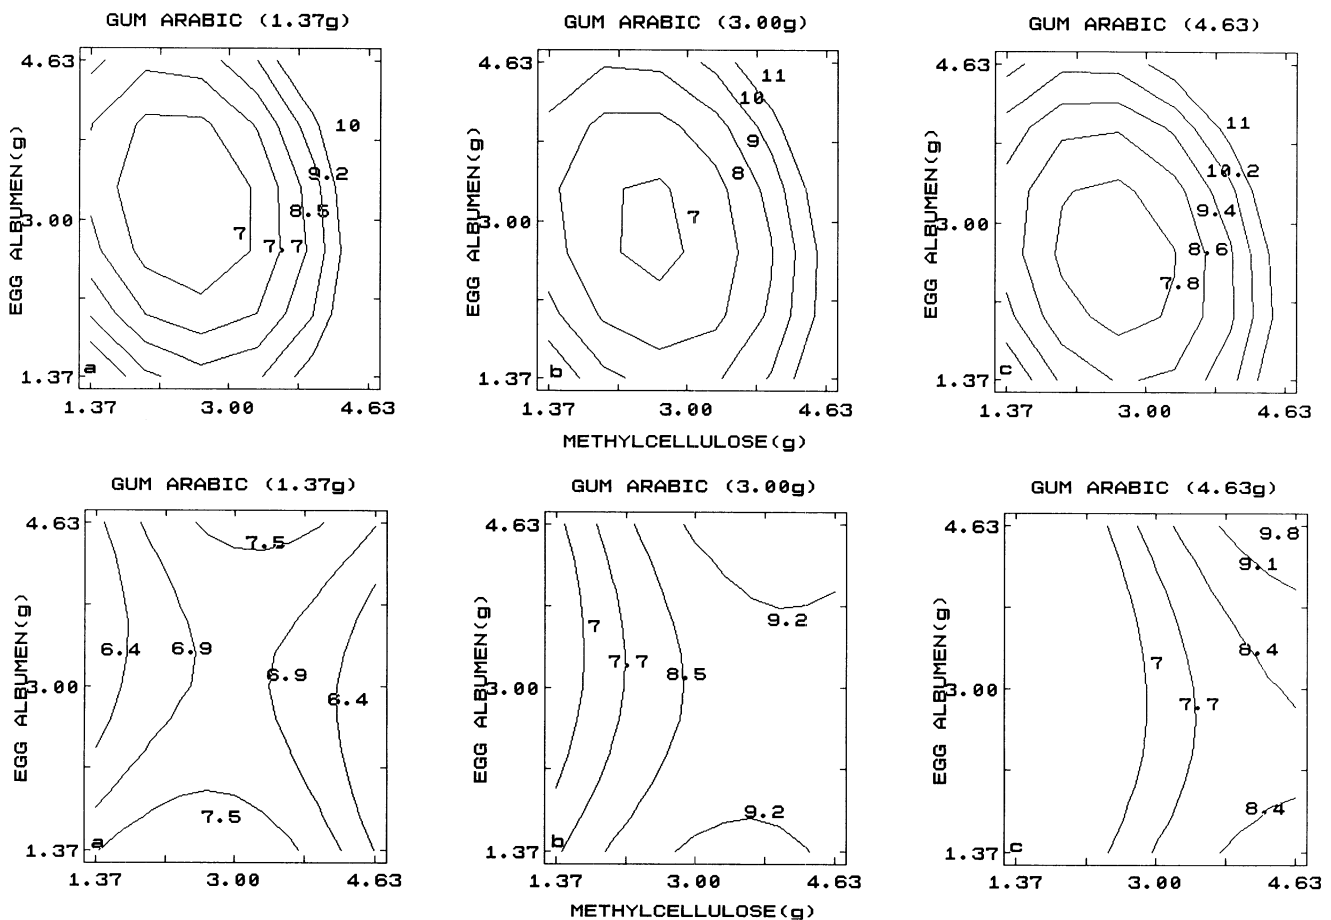 GUM ARABIC (1.37g)
GUM ARABIC (3.00g)
GUM ARABIC (4.63)
4.63
3.00
1.37
EGG ALBUMEN(g)
10
9.2
8.5
7.7
7
a
1.37 3.00 4.63
4.63
3.00
1.37
EGG ALBUMEN(g)
11
10
9
8
7
b
1.37 3.00 4.63
METHYLCELLULOSE(g)
4.63
3.00
1.37
EGG ALBUMEN(g)
11
10.2
9.4
8.6
7.8
c
1.37 3.00 4.63
GUM ARABIC (1.37g)
GUM ARABIC (3.00g)
GUM ARABIC (4.63g)
4.63
3.00
1.37
EGG ALBUMEN(g)
7.5
6.4
6.9
6.9
6.4
7.5
a
1.37 3.00 4.63
4.63
3.00
1.37
EGG ALBUMEN(g)
7
7.7
8.5
9.2
9.2
b
1.37 3.00 4.63
METHYLCELLULOSE(g)
4.63
3.00
1.37
EGG ALBUMEN(g)
9.8
9.1
8.4
7
7.7
8.4
c
1.37 3.00 4.63